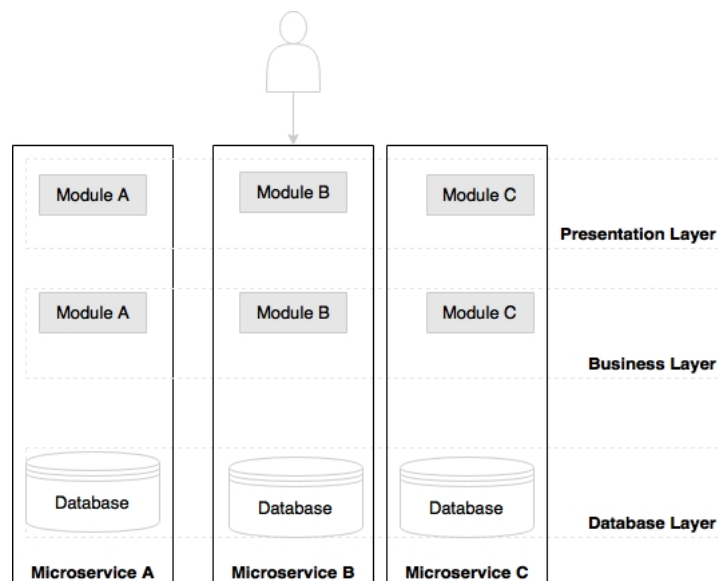 Module A
Module B
Module C
Presentation Layer
Module A
Module B
Module C
Business Layer
Database
Database
Database
Database Layer
Microservice A
Microservice B
Microservice C